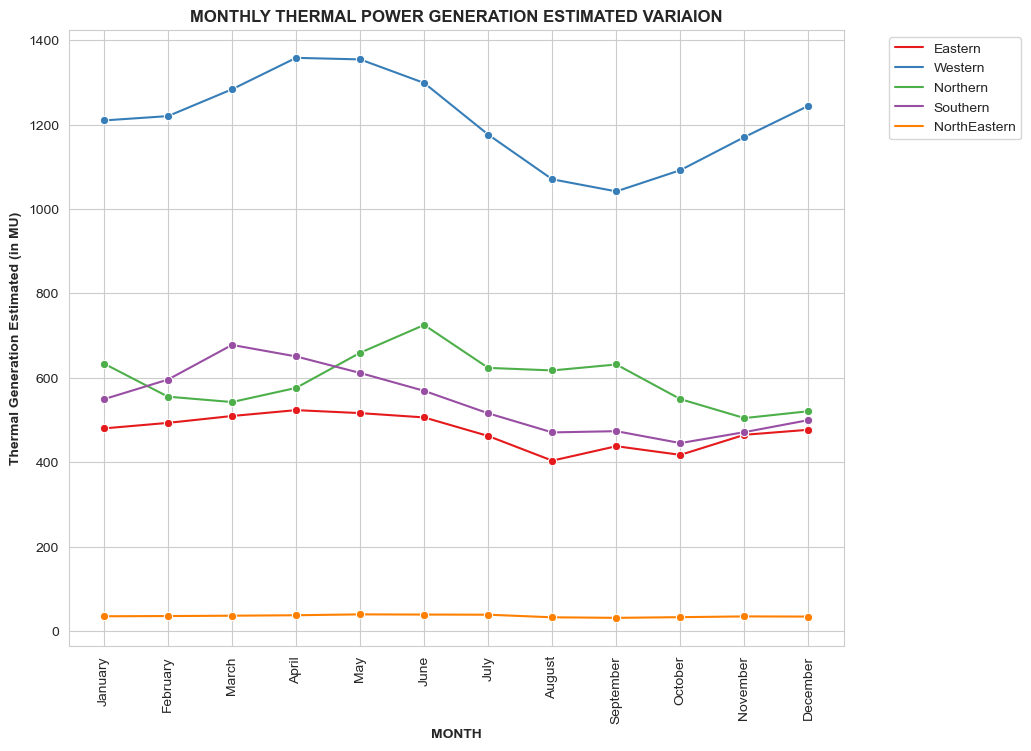 MONTHLY THERMAL POWER GENERATION ESTIMATED VARIAION
Thermal Generation Estimated (in MU)
1400
1200
1000
800
600
400
200
0
January
February
March
April
May
June
July
August
September
October
November
December
MONTH
Eastern
Western
Northern
Southern
NorthEastern